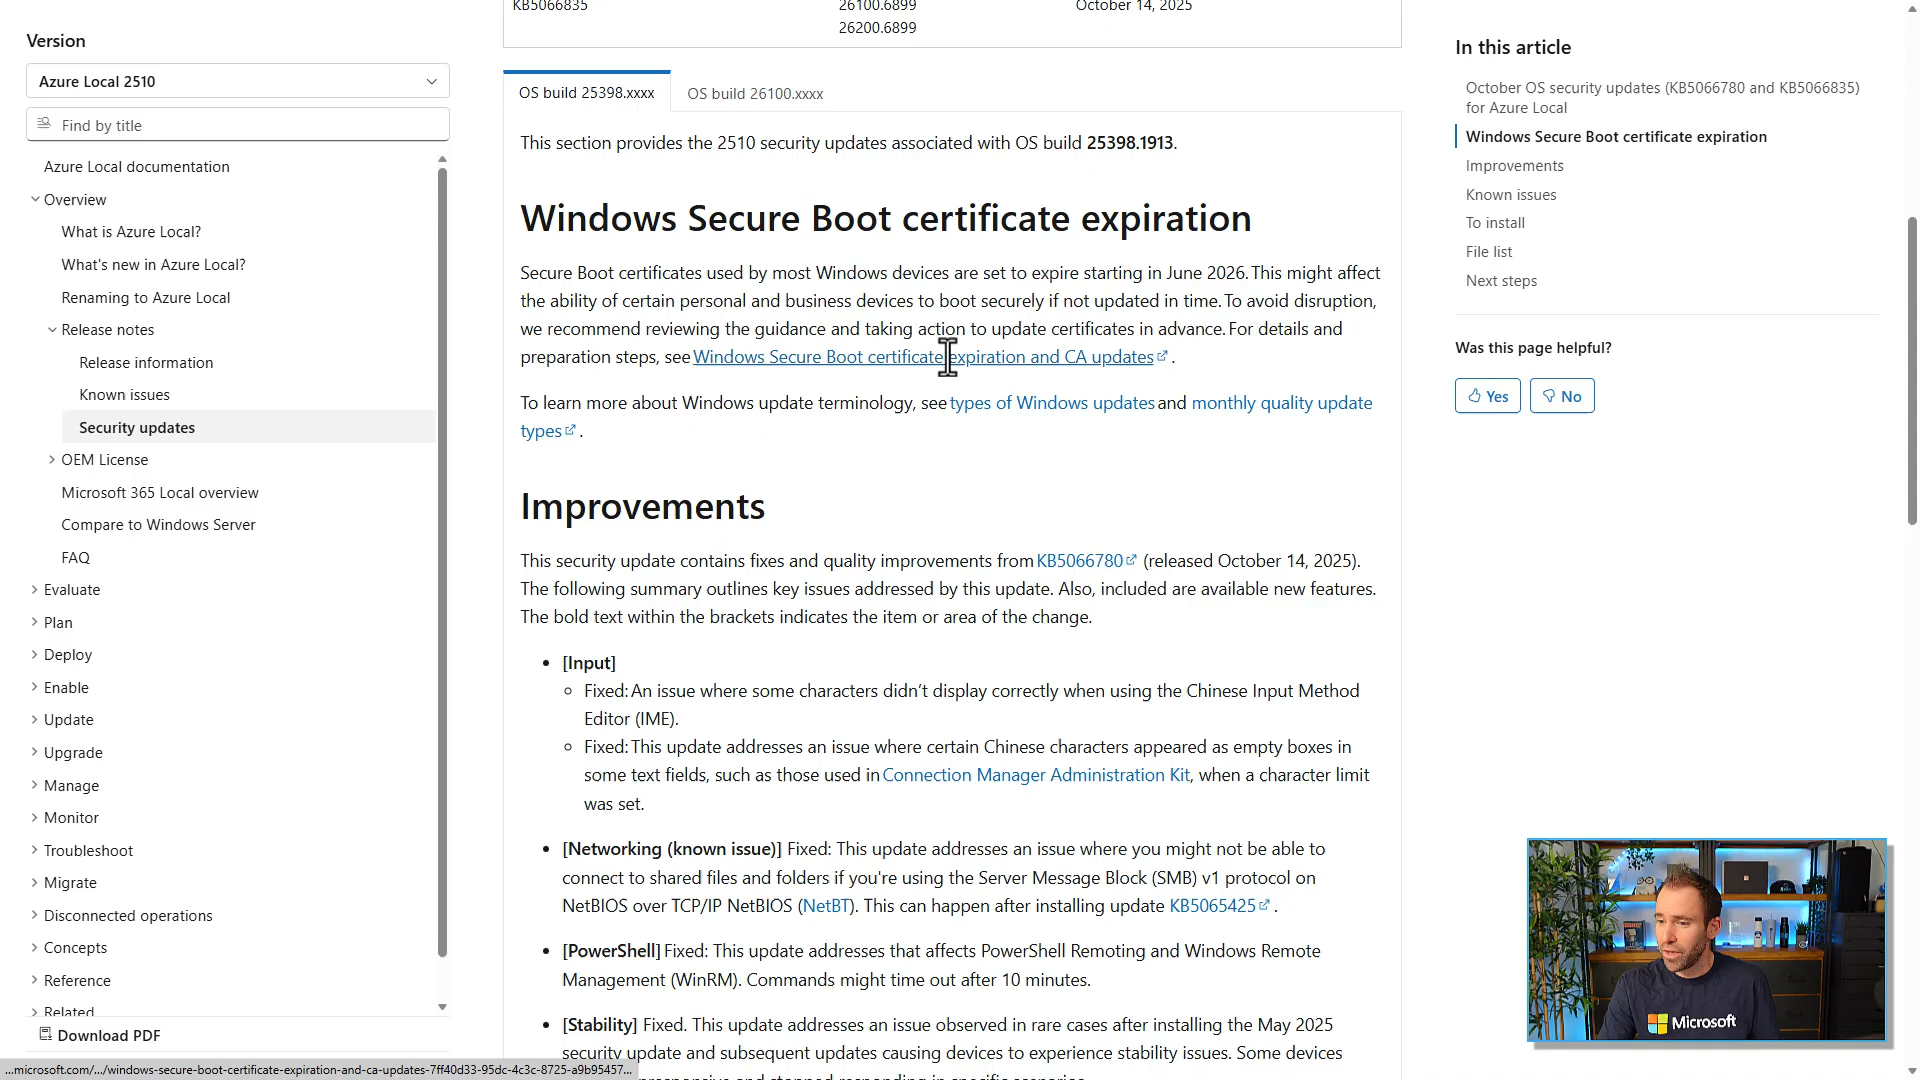 Version
Azure Local 2510
Find by title
Azure Local documentation
Overview
What is Azure Local?
What's new in Azure Local?
Renaming to Azure Local
Release notes
Release information
Known issues
Security updates
OEM License
Microsoft 365 Local overview
Compare to Windows Server
FAQ
Evaluate
Plan
Deploy
Enable
Update
Upgrade
Manage
Monitor
Troubleshoot
Migrate
Disconnected operations
Concepts
Reference
Related
Download PDF
KB5066835 26100.6899 October 14, 2025
26200.6899
OS build 25398.xxxx OS build 26100.xxxx
This section provides the 2510 security updates associated with OS build 25398.1913.
Windows Secure Boot certificate expiration
Secure Boot certificates used by most Windows devices are set to expire starting in June 2026. This might affect
the ability of certain personal and business devices to boot securely if not updated in time. To avoid disruption,
we recommend reviewing the guidance and taking action to update certificates in advance. For details and
preparation steps, see Windows Secure Boot certificate expiration and CA updates .
To learn more about Windows update terminology, see types of Windows updates and monthly quality update
types .
Improvements
This security update contains fixes and quality improvements from KB5066780 (released October 14, 2025).
The following summary outlines key issues addressed by this update. Also, included are available new features.
The bold text within the brackets indicates the item or area of the change.
• [Input]
Fixed: An issue where some characters didn’t display correctly when using the Chinese Input Method
Editor (IME).
Fixed: This update addresses an issue where certain Chinese characters appeared as empty boxes in
some text fields, such as those used in Connection Manager Administration Kit, when a character limit
was set.
• [Networking (known issue)] Fixed: This update addresses an issue where you might not be able to
connect to shared files and folders if you're using the Server Message Block (SMB) v1 protocol on
NetBIOS over TCP/IP NetBIOS (NetBT). This can happen after installing update KB5065425 .
• [PowerShell] Fixed: This update addresses that affects PowerShell Remoting and Windows Remote
Management (WinRM). Commands might time out after 10 minutes.
• [Stability] Fixed. This update addresses an issue observed in rare cases after installing the May 2025
security update and subsequent updates causing devices to experience stability issues. Some devices
In this article
October OS security updates (KB5066780 and KB5066835)
for Azure Local
Windows Secure Boot certificate expiration
Improvements
Known issues
To install
File list
Next steps
Was this page helpful?
Yes No
Microsoft
...microsoft.com/.../windows-secure-boot-certificate-expiration-and-ca-updates-7ff40d33-95dc-4c3c-8725-a9b95457...